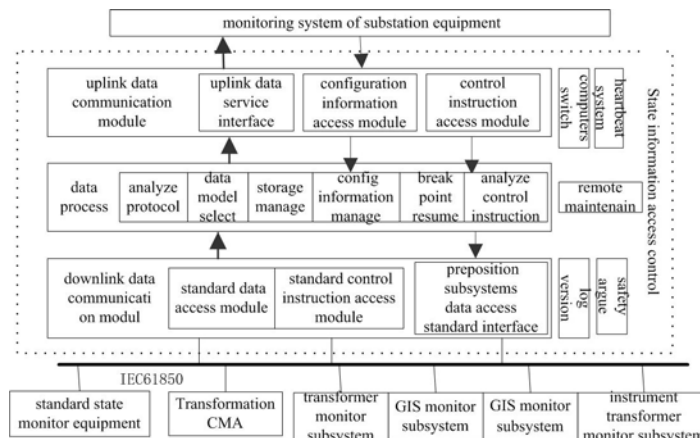 monitoring system of substation equipment
uplink data
communication
module
uplink data
service
interface
configuration
information
access module
control
instruction
access module
computers
switch
heartbeat
system
State information access control
data
process
analyze
protocol
data
model
select
storage
manage
config
information
manage
break
point
resume
analyze
control
instruction
remote
maintenain
downlink data
communicati
on modul
standard data
access module
standard control
instruction access
module
preposition
subsystems
data access
standard interface
log
version
safety
argue
IEC61850
standard state
monitor equipment
Transformation
CMA
transformer
monitor
subsystem
GIS monitor
subsystem
GIS monitor
subsystem
instrument
transformer
monitor subsystem